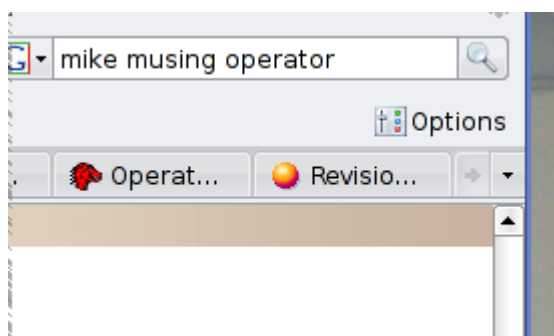 G mike musing operator
Options
. Operat... Revisio...